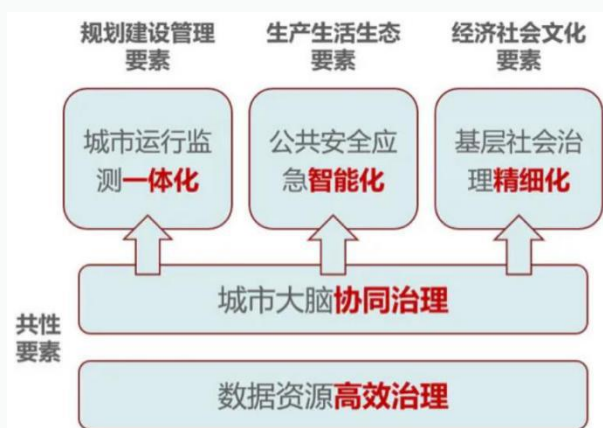 规划建设管理
要素
生产生活生态
要素
经济社会文化
要素
城市运行监
测一体化
公共安全应
急智能化
基层社会治
理精细化
共性
要素
城市大脑协同治理
数据资源高效治理